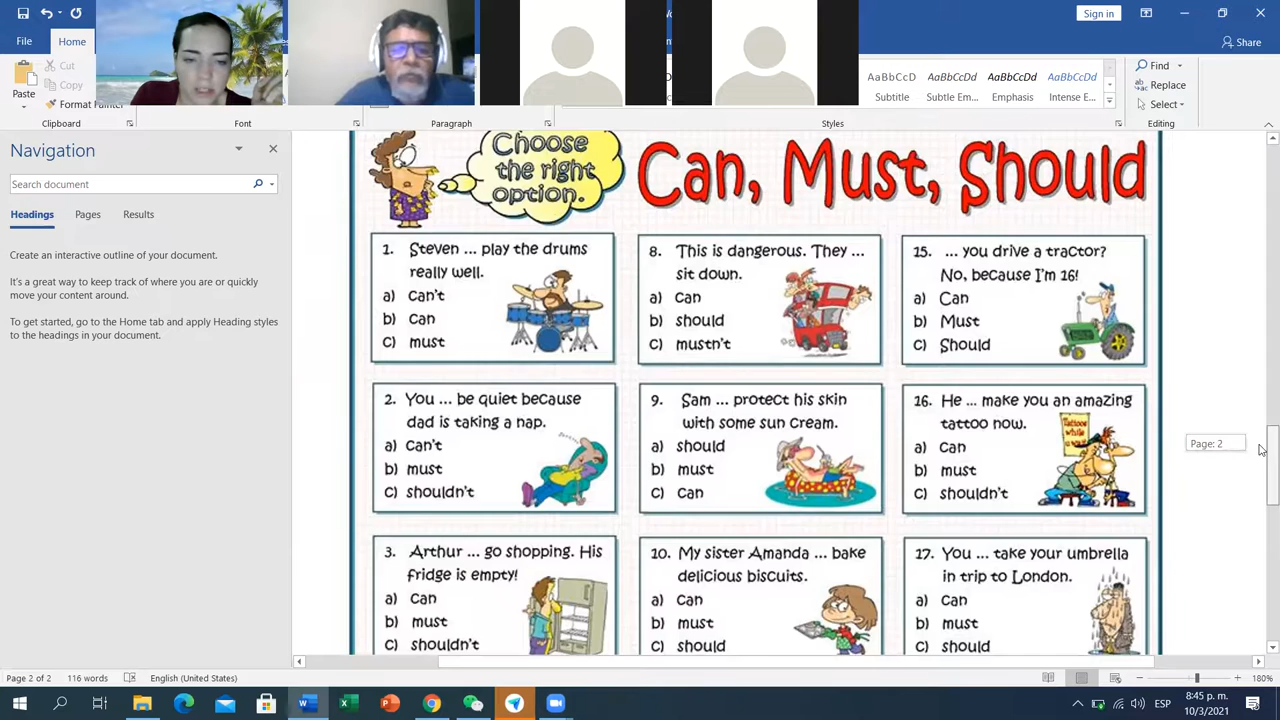 Sign in
File
Home
Share
Cut
Copy
Paste
Format Painter
AaBbCcD
AaBbCcDd
AaBbCcDd
AaBbCcDd
Subtitle
Subtle Em...
Emphasis
Intense E...
Find
Replace
Select
Clipboard
Font
Paragraph
Styles
Editing
Navigation
Search document
Headings
Pages
Results
Create an interactive outline of your document.
It's a great way to keep track of where you are or quickly
move your content around.
To get started, go to the Home tab and apply Heading styles
to the headings in your document.
Choose
the right
option.
Can, Must, Should
1. Steven ... play the drums
really well.
a) Can't
b) Can
c) must
2. You ... be quiet because
dad is taking a nap.
a) Can't
b) must
c) shouldn't
3. Arthur ... go shopping. His
fridge is empty!
a) Can
b) must
c) shouldn't
8. This is dangerous. They ...
sit down.
a) Can
b) should
c) mustn't
9. Sam ... protect his skin
with some sun cream.
a) should
b) must
c) can
10. My sister Amanda ... bake
delicious biscuits.
a) Can
b) must
c) should
15. ... you drive a tractor?
No, because I'm 16!
a) Can
b) Must
c) Should
16. He ... make you an amazing
tattoo now.
a) can
b) must
c) shouldn't
Tattoos
while
u wait
17. You ... take your umbrella
in trip to London.
a) can
b) must
c) should
Page: 2
Page 2 of 2
116 words
English (United States)
180%
ESP
8:45 p. m.
10/3/2021